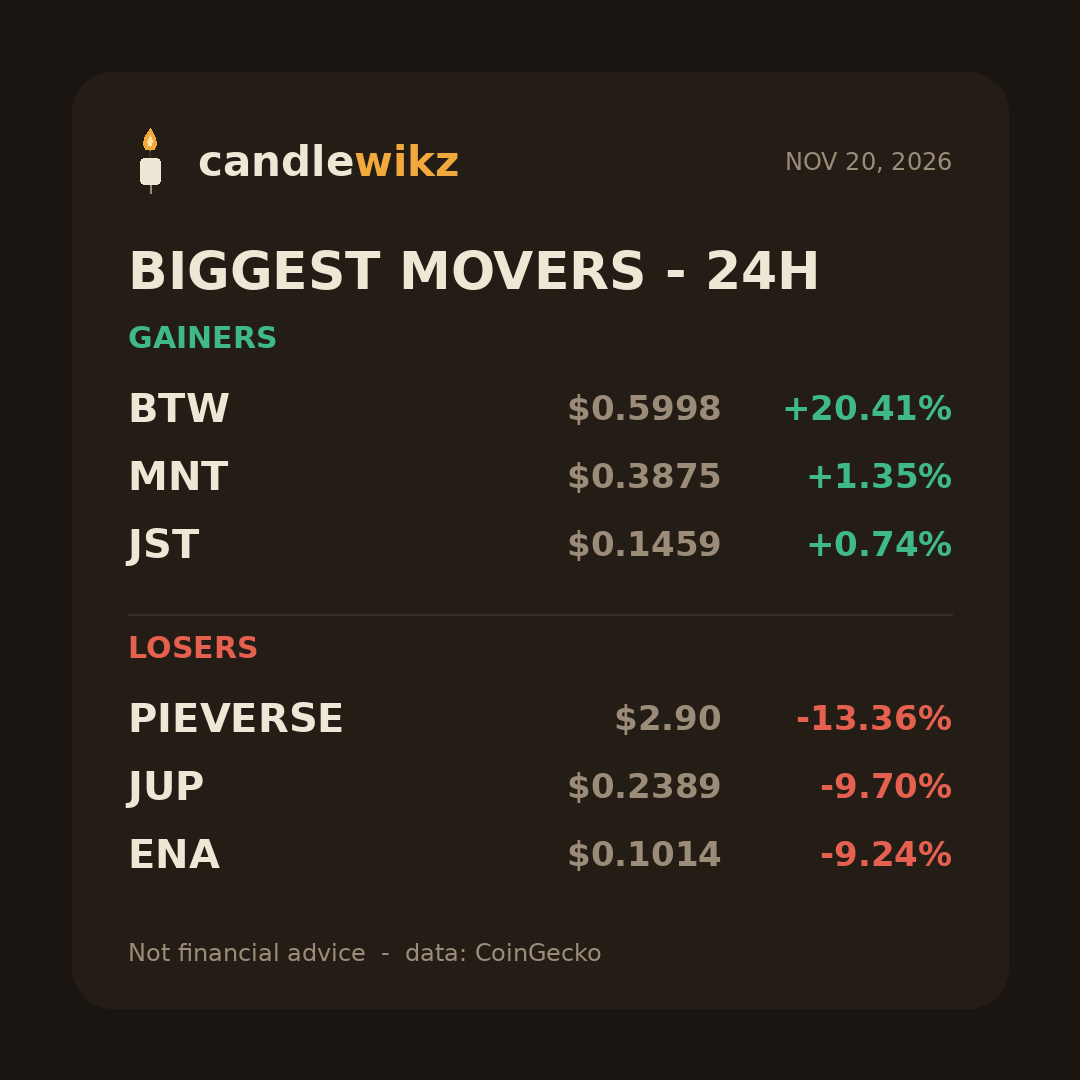 candlewikz NOV 20, 2026
BIGGEST MOVERS - 24H
GAINERS
BTW $0.5998 +20.41%
MNT $0.3875 +1.35%
JST $0.1459 +0.74%
LOSERS
PIEVERSE $2.90 -13.36%
JUP $0.2389 -9.70%
ENA $0.1014 -9.24%
Not financial advice - data: CoinGecko